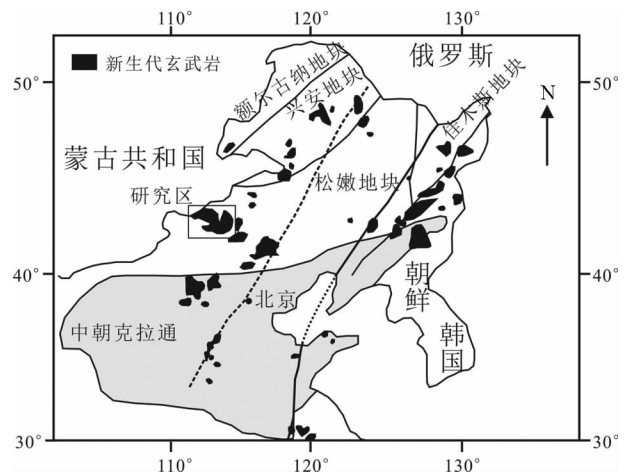 110° 120° 130°
新生代玄武岩
俄罗斯
N
50° 50°
额尔古纳地块
兴安地块
佳木斯地块
蒙古共和国
松嫩地块
研究区
40° 40°
朝鲜
北京
中朝克拉通
韩国
30° 30°
110° 120° 130°